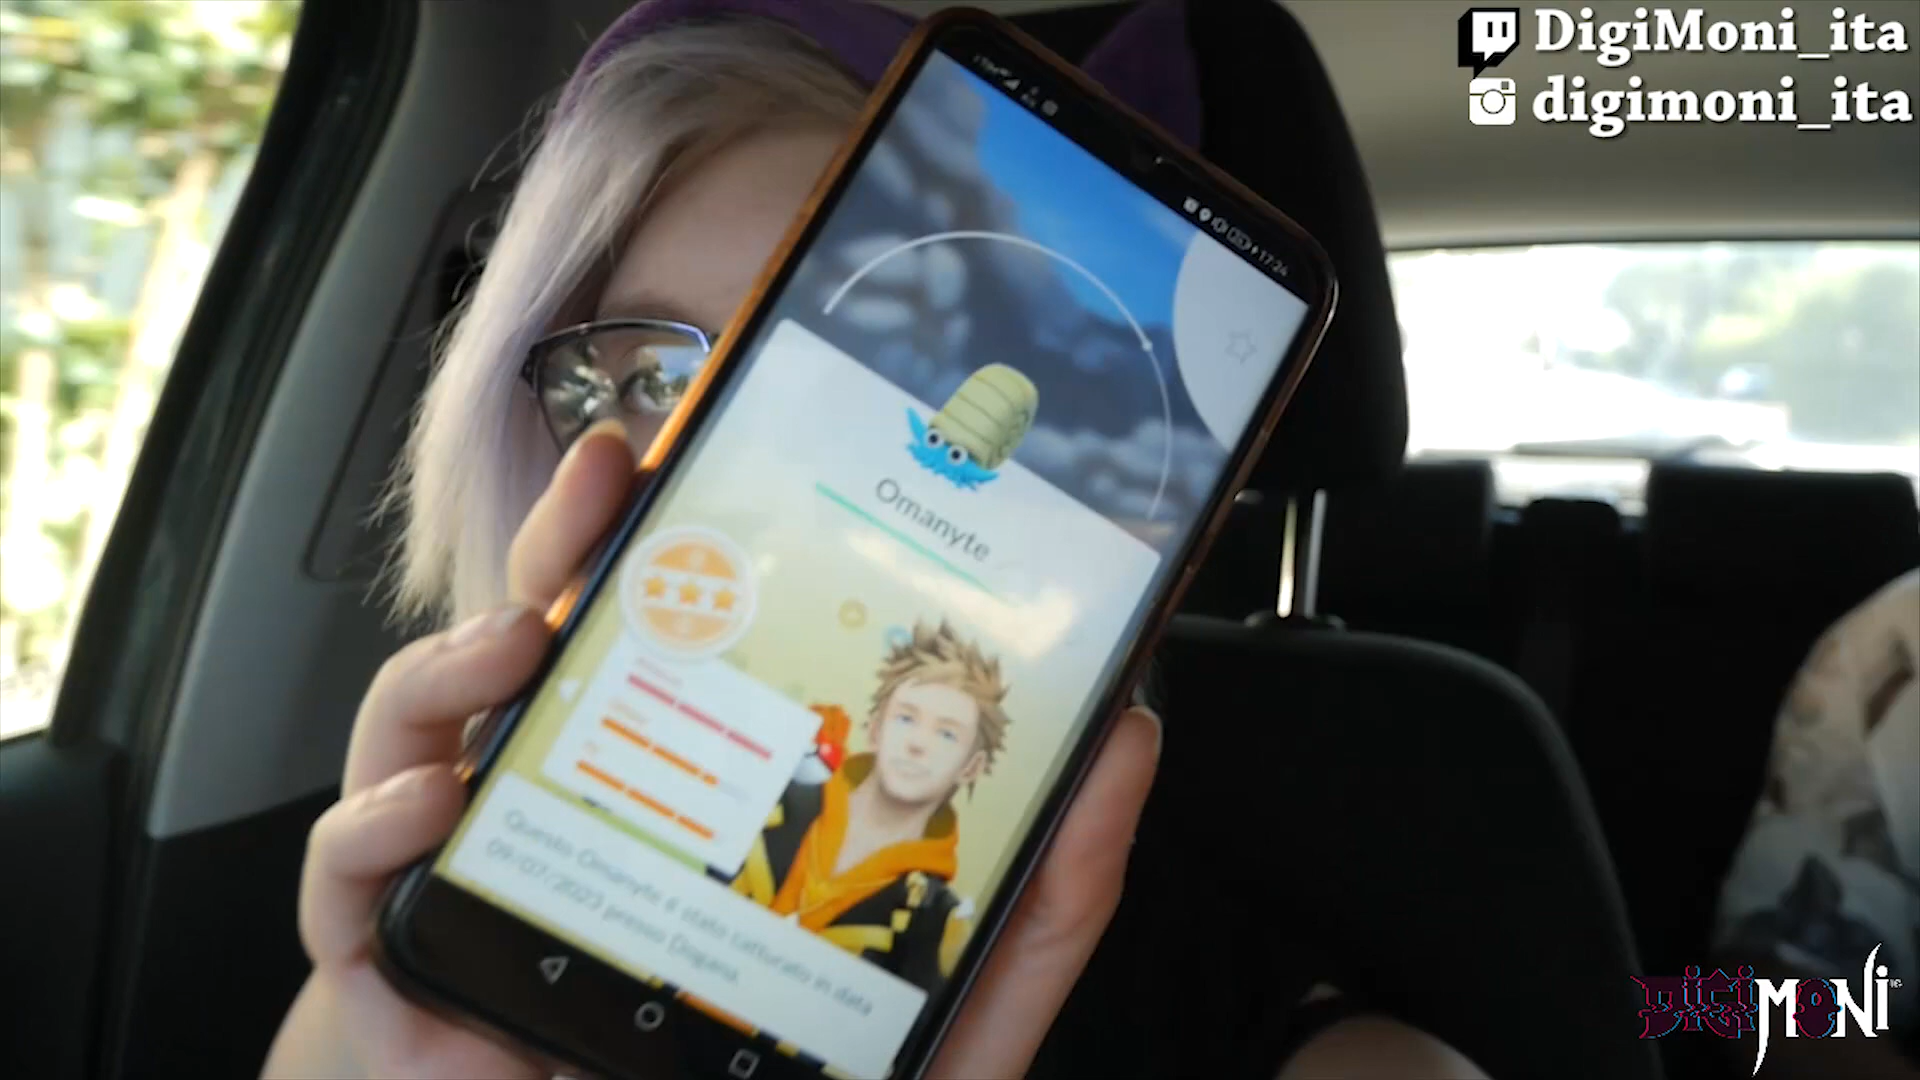 DigiMoni_ita
digimoni_ita
17:24
Omanyte
Questo Omanyte è stato catturato in data
09/07/2023 presso Dogana.
DIGIMONI